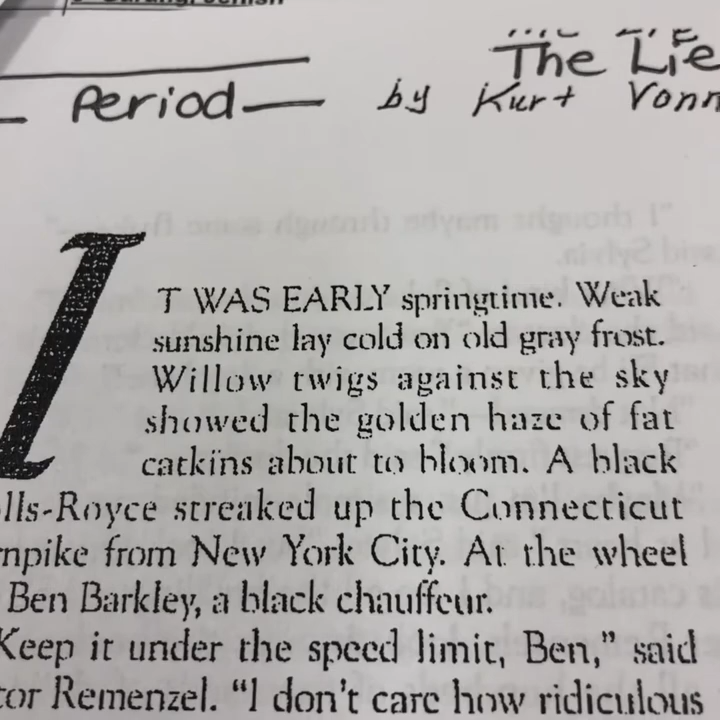 The Lie
Period by Kurt Vonn
IT WAS EARLY springtime. Weak
sunshine lay cold on old gray frost.
Willow twigs against the sky
showed the golden haze of fat
catkins about to bloom. A black
lls-Royce streaked up the Connecticut
npike from New York City. At the wheel
Ben Barkley, a black chauffeur.
Keep it under the speed limit, Ben,” said
tor Remenzel. “I don't care how ridiculous